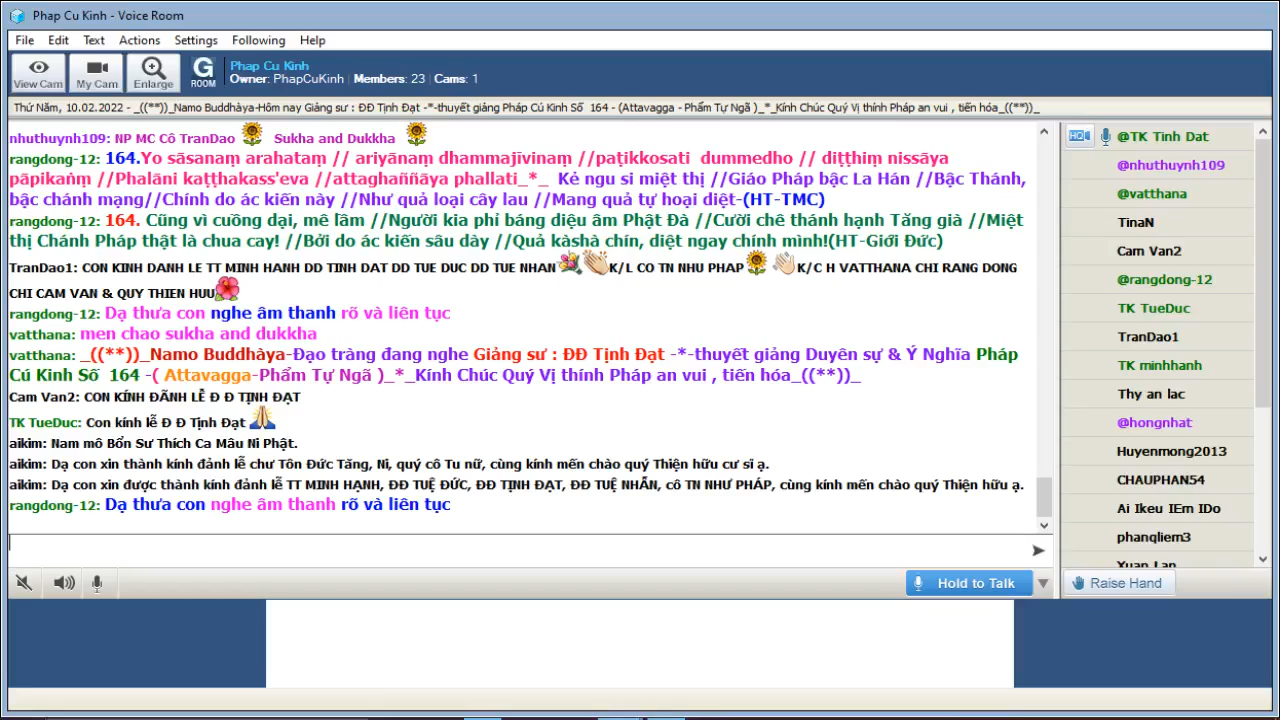 Phap Cu Kinh - Voice Room
File Edit Text Actions Settings Following Help
View Cam My Cam Enlarge G ROOM
Phap Cu Kinh
Owner: PhapCuKinh Members: 23 Cams: 1
Thứ Năm, 10.02.2022 - _((**))_Namo Buddhàya-Hôm nay Giảng sư : ĐĐ Tịnh Đạt -*-thuyết giảng Pháp Cú Kinh Số 164 - (Attavagga - Phẩm Tự Ngã )_*_Kính Chúc Quý Vị thính Pháp an vui , tiến hóa_((**))_
nhuthuynh109: NP MC Cô TranDao Sukha and Dukkha
rangdong-12: 164.Yo sāsanaṃ arahataṃ // ariyānaṃ dhammajīvinaṃ //paṭikkosati dummedho // diṭṭhiṃ nissāya
pāpikaṅṃ //Phalāni kaṭṭhakass'eva //attaghaññāya phallati_*_ Kẻ ngu si miệt thị //Giáo Pháp bậc La Hán //Bậc Thánh,
bậc chánh mạng//Chính do ác kiến này //Như quả loại cây lau //Mang quả tự hoại diệt-(HT-TMC)
rangdong-12: 164. Cũng vì cuồng dại, mê lầm //Người kia phỉ báng diệu âm Phật Đà //Cười chê thánh hạnh Tăng già //Miệt
thị Chánh Pháp thật là chua cay! //Bởi do ác kiến sâu dày //Quả kàshà chín, diệt ngay chính mình!(HT-Giới Đức)
TranDao1: CON KINH DANH LE TT MINH HANH DD TINH DAT DD TUE DUC DD TUE NHAN K/L CO TN NHU PHAP K/C H VATTHANA CHI RANG DONG
CHI CAM VAN & QUY THIEN HUU
rangdong-12: Dạ thưa con nghe âm thanh rõ và liên tục
vatthana: men chao sukha and dukkha
vatthana: _((**))_Namo Buddhàya-Đạo tràng đang nghe Giảng sư : ĐĐ Tịnh Đạt -*-thuyết giảng Duyên sự & Ý Nghĩa Pháp
Cú Kinh Số 164 -( Attavagga-Phẩm Tự Ngã )_*_Kính Chúc Quý Vị thính Pháp an vui , tiến hóa_((**))_
Cam Van2: CON KÍNH ĐÃNH LỄ Đ Đ TỊNH ĐẠT
TK TueDuc: Con kính lễ Đ Đ Tịnh Đạt
aikim: Nam mô Bổn Sư Thích Ca Mâu Ni Phật.
aikim: Dạ con xin thành kính đảnh lễ chư Tôn Đức Tăng, Ni, quý cô Tu nữ, cùng kính mến chào quý Thiện hữu cư sĩ ạ.
aikim: Dạ con xin được thành kính đảnh lễ TT MINH HẠNH, ĐĐ TUỆ ĐỨC, ĐĐ TỊNH ĐẠT, ĐĐ TUỆ NHẪN, cô TN NHƯ PHÁP, cùng kính mến chào quý Thiện hữu ạ.
rangdong-12: Dạ thưa con nghe âm thanh rõ và liên tục
HQ
@TK Tinh Dat
@nhuthuynh109
@vatthana
TinaN
Cam Van2
@rangdong-12
TK TueDuc
TranDao1
TK minhhanh
Thy an lac
@hongnhat
Huyenmong2013
CHAUPHAN54
Ai Ikeu IEm IDo
phanqliem3
Xuan Lan
Hold to Talk
Raise Hand